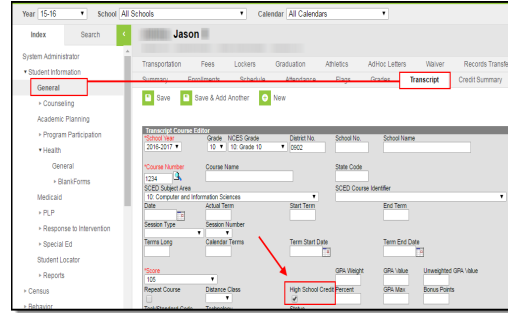 Year 15-16 School All Schools Calendar All Calendars
Index Search
Jason
System Administrator
Student Information
General
Counseling
Academic Planning
Program Participation
Health
General
BlankForms
Medicaid
PLP
Response to Intervention
Special Ed
Student Locator
Reports
Census
Behavior
Transportation Fees Lockers Graduation Athletics AdHoc Letters Waiver Records Transfe
Summary Enrollments Schedule Attendance Flags Grades Transcript Credit Summary
Save Save & Add Another New
Transcript Course Editor
*School Year Grade NCES Grade District No. School No. School Name
2016-2017 10 10: Grade 10 0902
*Course Number Course Name State Code
1234
SCED Subject Area SCED Course Identifier
10: Computer and Information Sciences
Date Actual Term Start Term End Term
Session Type Session Number
Terms Long Calendar Terms Term Start Date Term End Date
*Score GPA Weight GPA Value Unweighted GPA Value
105
Repeat Course Distance Class High School Credit Percent GPA Max Bonus Points
Tech/Standard Code Technology Status